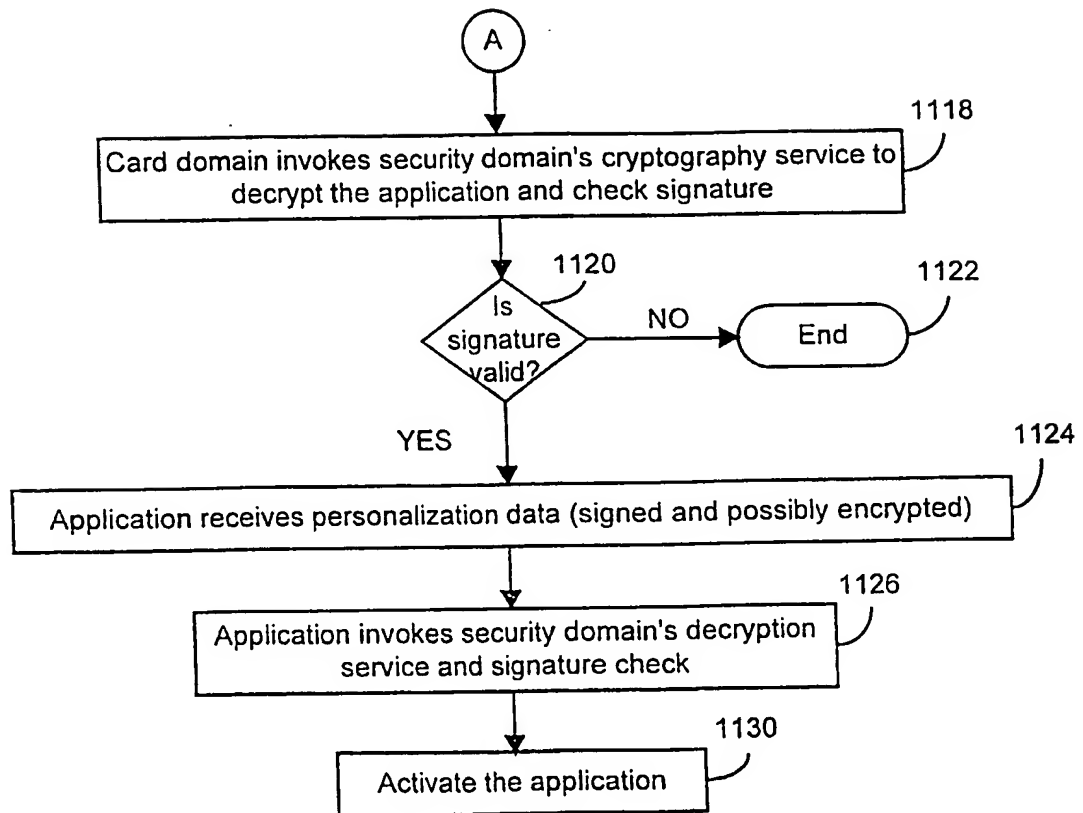 A
1118
Card domain invokes security domain's cryptography service to
decrypt the application and check signature
1120
Is
signature
valid?
NO
1122
End
YES
1124
Application receives personalization data (signed and possibly encrypted)
1126
Application invokes security domain's decryption
service and signature check
1130
Activate the application